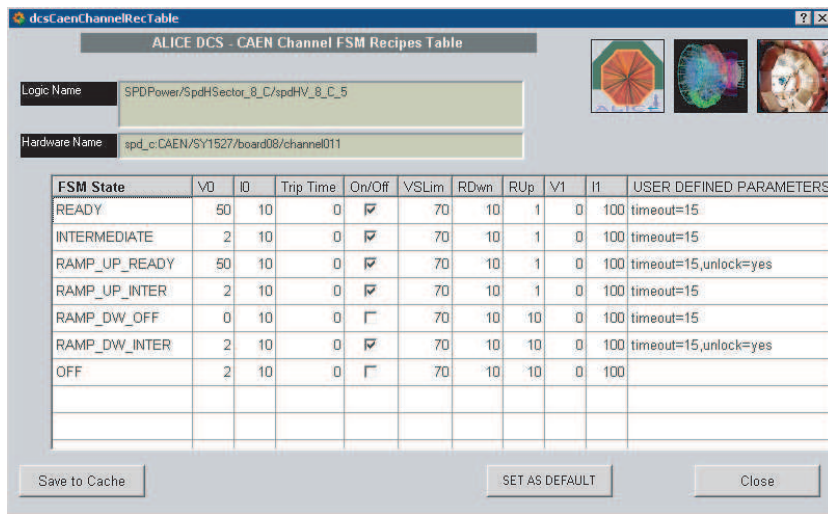 dcsCaenChannelRecTable
ALICE DCS - CAEN Channel FSM Recipes Table
Logic Name SPDPower/SpdHSector_8_C/spdHV_8_C_5
Hardware Name spd_c:CAEN/SY1527/board08/channel011
FSM State V0 I0 Trip Time On/Off VSLim RDwn RUp V1 I1 USER DEFINED PARAMETERS
READY 50 10 0 70 10 1 0 100 timeout=15
INTERMEDIATE 2 10 0 70 10 1 0 100 timeout=15
RAMP_UP_READY 50 10 0 70 10 1 0 100 timeout=15,unlock=yes
RAMP_UP_INTER 2 10 0 70 10 1 0 100 timeout=15
RAMP_DW_OFF 0 10 0 70 10 10 0 100 timeout=15
RAMP_DW_INTER 2 10 0 70 10 10 0 100 timeout=15,unlock=yes
OFF 2 10 0 70 10 10 0 100
Save to Cache SET AS DEFAULT Close